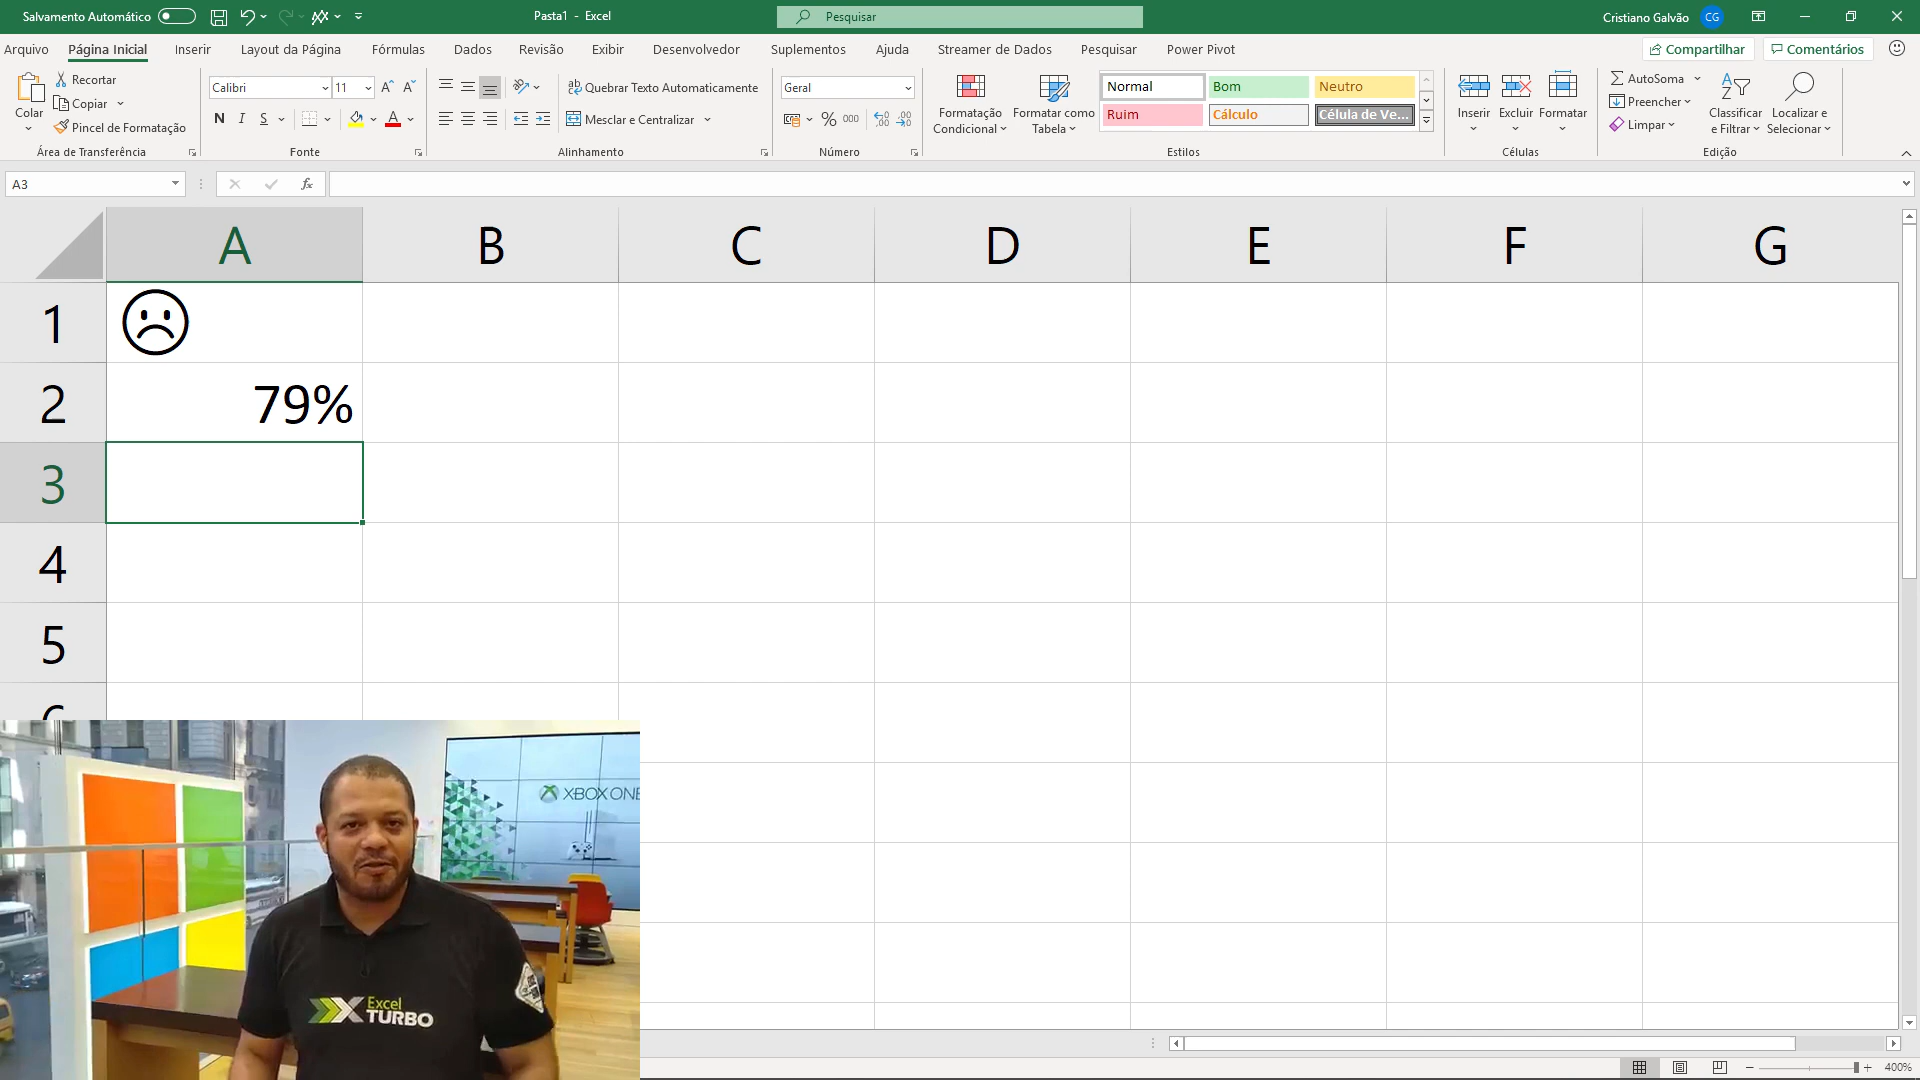 Salvamento Automático
Pasta1 - Excel
Pesquisar
Cristiano Galvão CG
Arquivo Página Inicial Inserir Layout da Página Fórmulas Dados Revisão Exibir Desenvolvedor Suplementos Ajuda Streamer de Dados Pesquisar Power Pivot
Compartilhar Comentários
Colar
Recortar
Copiar
Pincel de Formatação
Área de Transferência
Calibri 11
N I S
Fonte
Quebrar Texto Automaticamente
Mesclar e Centralizar
Alinhamento
Geral
% 000
Número
Formatação Condicional
Formatar como Tabela
Normal Bom Neutro
Ruim Cálculo Célula de Ve...
Estilos
Inserir Excluir Formatar
Células
AutoSoma
Preencher
Limpar
Classificar e Filtrar
Localizar e Selecionar
Edição
A3
fx
A B C D E F G
1 ☹
2 79%
3
4
5
6
XBOX ONE
Excel
TURBO
400%